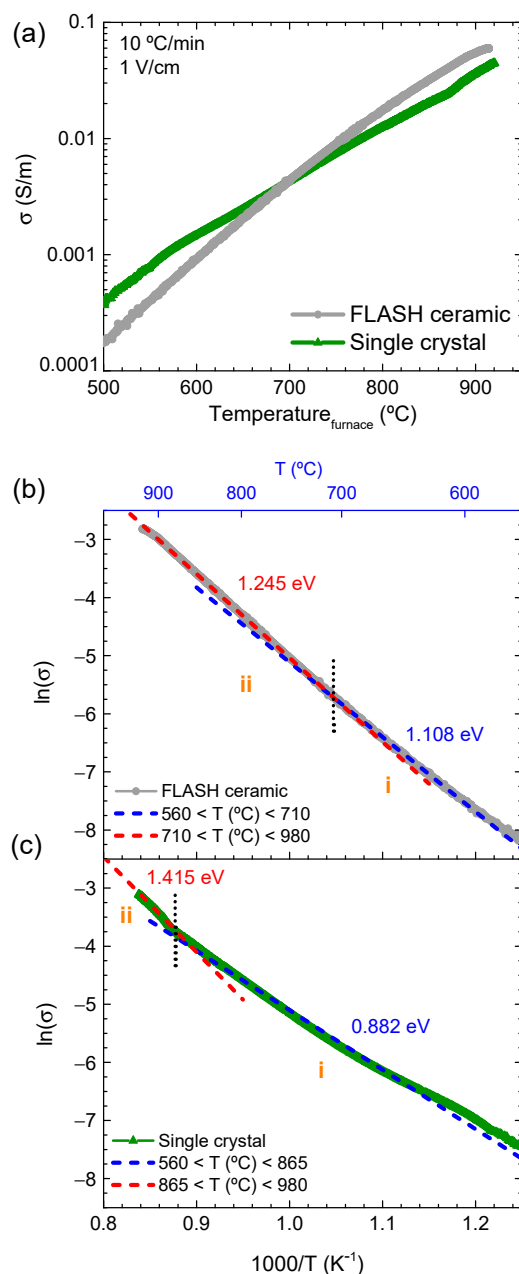 (a)
10 ºC/min
1 V/cm
0.1
0.01
0.001
0.0001
σ (S/m)
FLASH ceramic
Single crystal
500 600 700 800 900
Temperature furnace (ºC)
T (ºC)
(b)
900 800 700 600
–3
–4
–5
–6
–7
–8
ln(σ)
1.245 eV
ii
1.108 eV
i
FLASH ceramic
560 < T (ºC) < 710
710 < T (ºC) < 980
(c)
–3
–4
–5
–6
–7
–8
ln(σ)
1.415 eV
ii
0.882 eV
i
Single crystal
560 < T (ºC) < 865
865 < T (ºC) < 980
0.8 0.9 1.0 1.1 1.2
1000/T (K⁻¹)